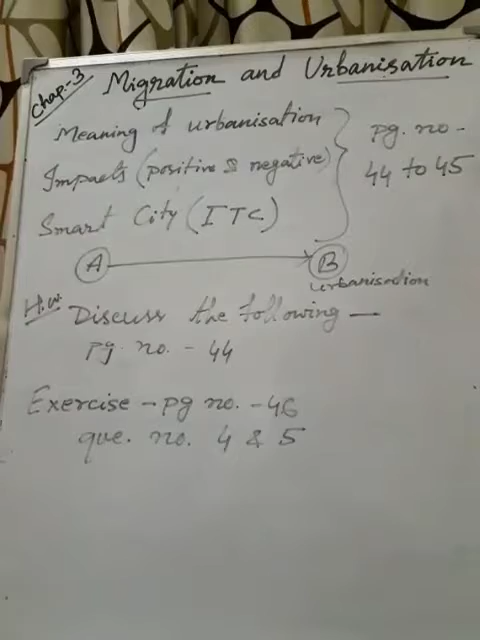 Chap:-3 Migration and Urbanisation
Meaning of urbanisation
Impacts (positive & negative)
Smart City (ITC)
pg. no -
44 to 45
A B
urbanisation
H.w. Discuss the following —
pg. no. - 44
Exercise - pg no. - 46
que. no. 4 & 5